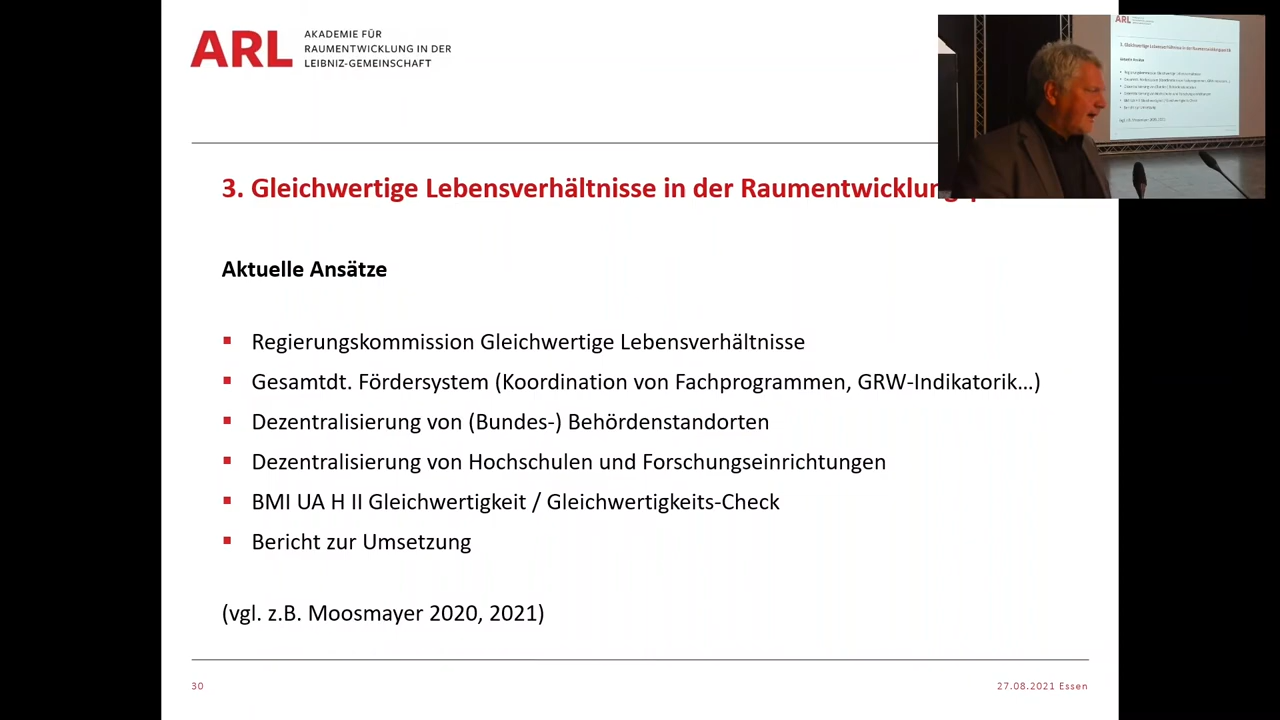 ARL
AKADEMIE FÜR
RAUMENTWICKLUNG IN DER
LEIBNIZ-GEMEINSCHAFT
3. Gleichwertige Lebensverhältnisse in der Raumentwicklung
Aktuelle Ansätze
▪ Regierungskommission Gleichwertige Lebensverhältnisse
▪ Gesamtdt. Fördersystem (Koordination von Fachprogrammen, GRW-Indikatorik…)
▪ Dezentralisierung von (Bundes-) Behördenstandorten
▪ Dezentralisierung von Hochschulen und Forschungseinrichtungen
▪ BMI UA H II Gleichwertigkeit / Gleichwertigkeits-Check
▪ Bericht zur Umsetzung
(vgl. z.B. Moosmayer 2020, 2021)
30
27.08.2021 Essen